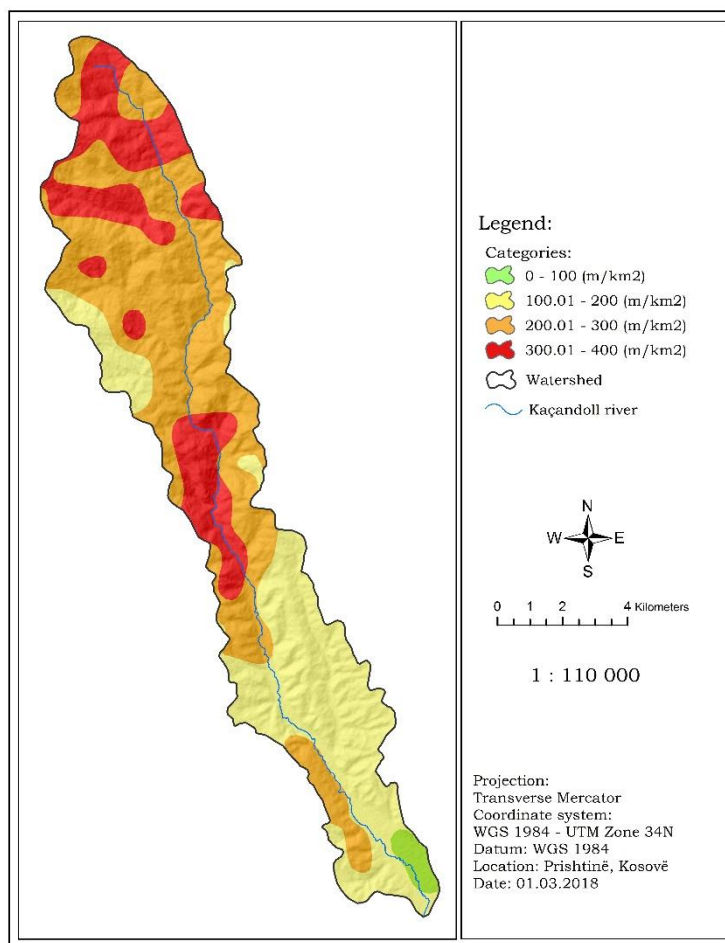 Legend:
Categories:
0 - 100 (m/km2)
100.01 - 200 (m/km2)
200.01 - 300 (m/km2)
300.01 - 400 (m/km2)
Watershed
Kaçandoll river
N
W E
S
0 1 2 4 Kilometers
1 : 110 000
Projection:
Transverse Mercator
Coordinate system:
WGS 1984 - UTM Zone 34N
Datum: WGS 1984
Location: Prishtinë, Kosovë
Date: 01.03.2018